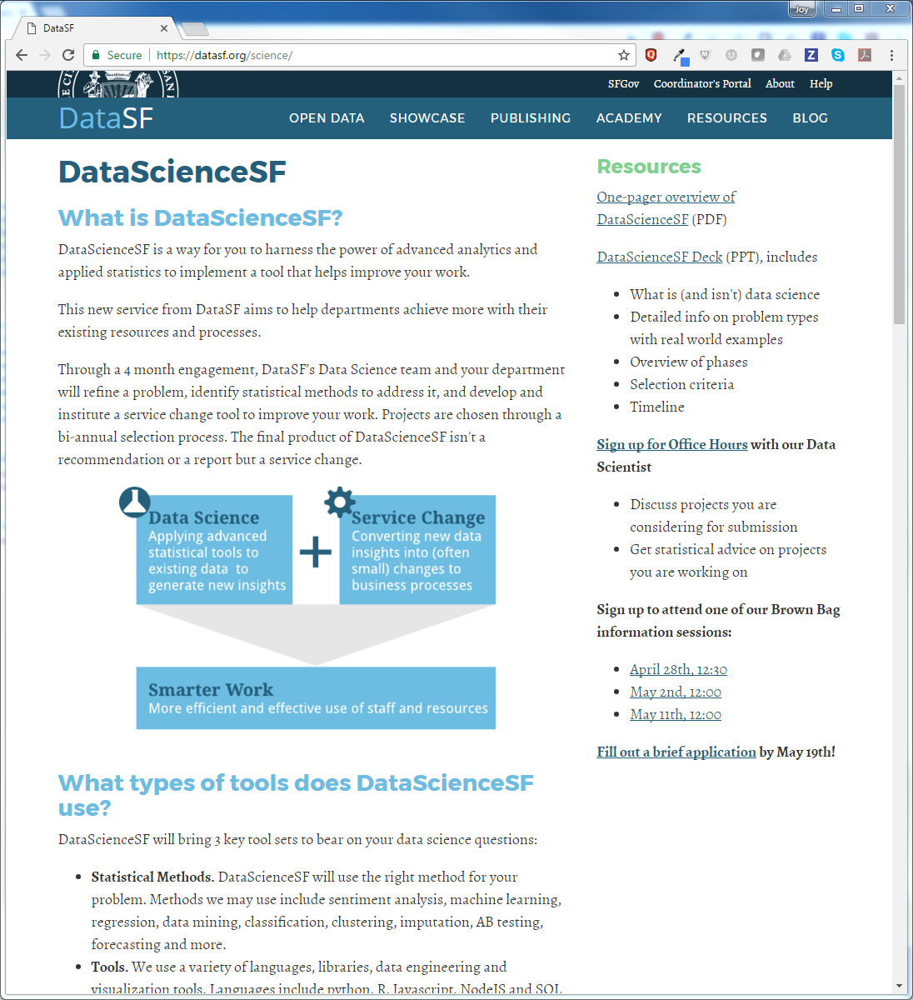 Joy
DataSF
Secure
https://datasf.org/science/
SFGov Coordinator's Portal About Help
DataSF
OPEN DATA SHOWCASE PUBLISHING ACADEMY RESOURCES BLOG
DataScienceSF
What is DataScienceSF?
DataScienceSF is a way for you to harness the power of advanced analytics and
applied statistics to implement a tool that helps improve your work.
This new service from DataSF aims to help departments achieve more with their
existing resources and processes.
Through a 4 month engagement, DataSF's Data Science team and your department
will refine a problem, identify statistical methods to address it, and develop and
institute a service change tool to improve your work. Projects are chosen through a
bi-annual selection process. The final product of DataScienceSF isn't a
recommendation or a report but a service change.
Data Science
Applying advanced
statistical tools to
existing data to
generate new insights
+
Service Change
Converting new data
insights into (often
small) changes to
business processes
Smarter Work
More efficient and effective use of staff and resources
What types of tools does DataScienceSF
use?
DataScienceSF will bring 3 key tool sets to bear on your data science questions:
• Statistical Methods. DataScienceSF will use the right method for your
problem. Methods we may use include sentiment analysis, machine learning,
regression, data mining, classification, clustering, imputation, AB testing,
forecasting and more.
• Tools. We use a variety of languages, libraries, data engineering and
visualization tools. Languages include python, R, Javascript, NodeJS and SQL
Resources
One-pager overview of
DataScienceSF (PDF)
DataScienceSF Deck (PPT), includes
• What is (and isn't) data science
• Detailed info on problem types
with real world examples
• Overview of phases
• Selection criteria
• Timeline
Sign up for Office Hours with our Data
Scientist
• Discuss projects you are
considering for submission
• Get statistical advice on projects
you are working on
Sign up to attend one of our Brown Bag
information sessions:
• April 28th, 12:30
• May 2nd, 12:00
• May 11th, 12:00
Fill out a brief application by May 19th!